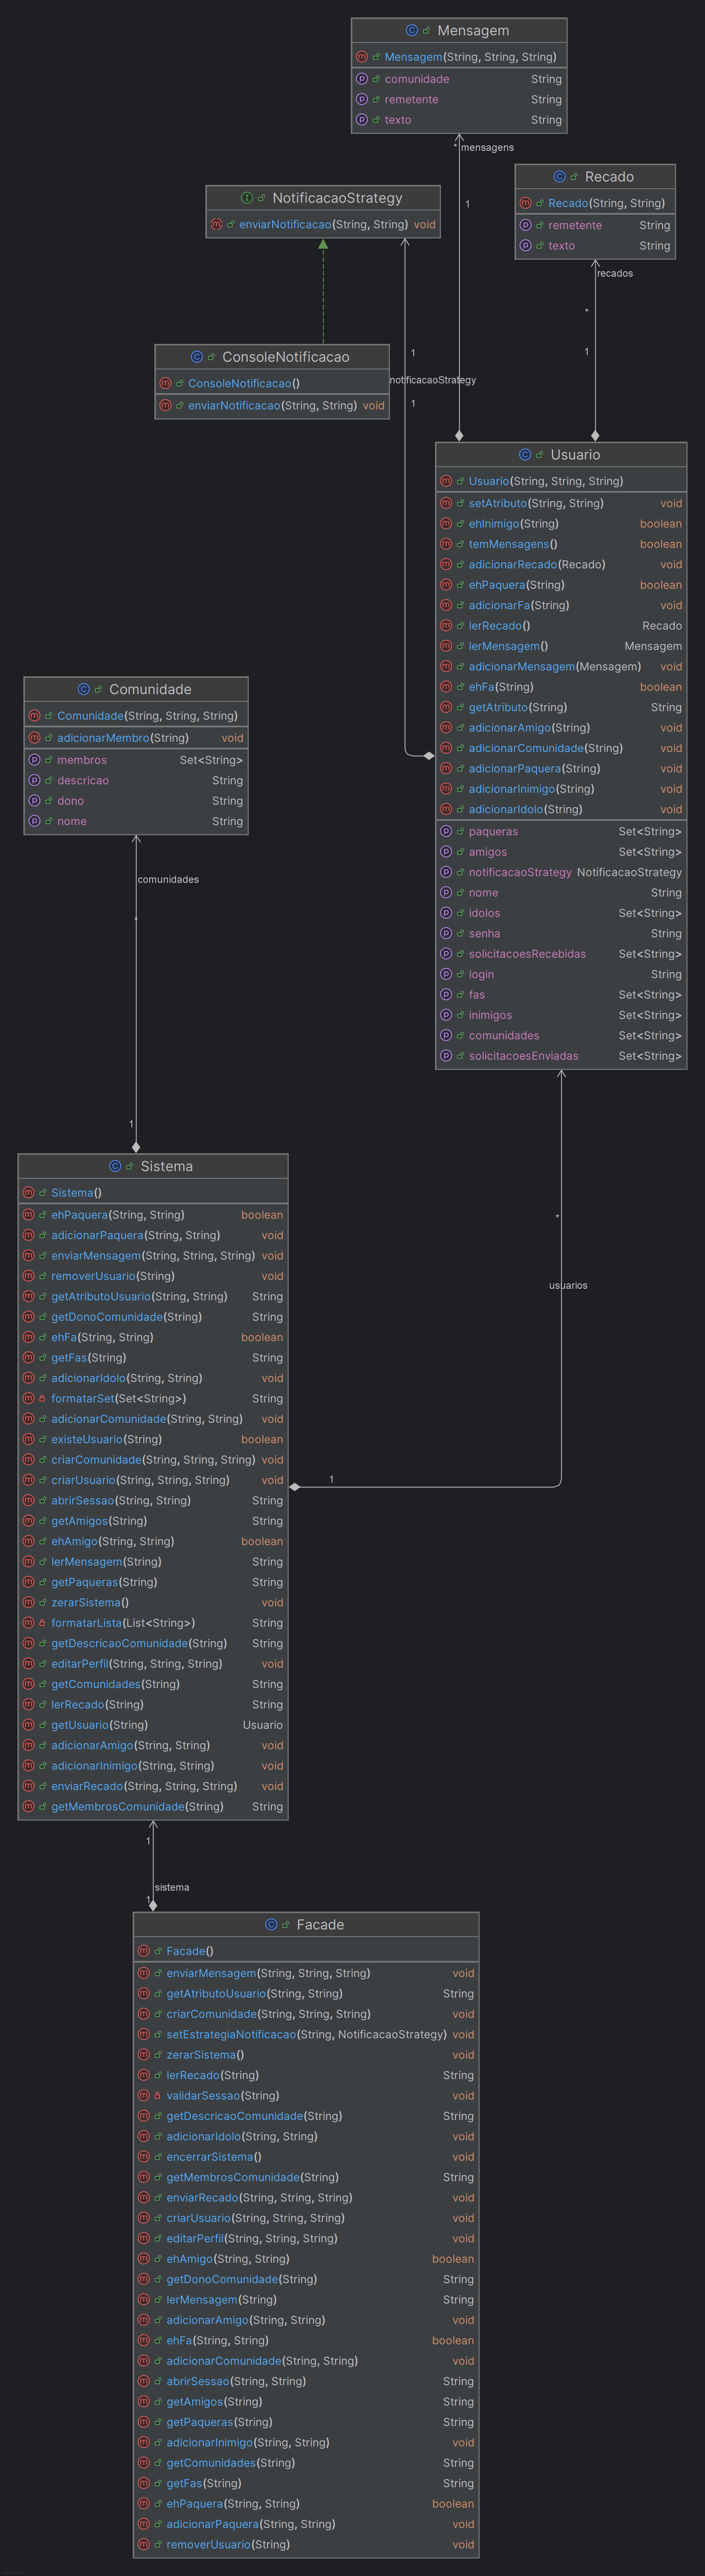 Mensagem
Mensagem(String, String, String)
comunidade String
remetente String
texto String
* mensagens
1
Recado
Recado(String, String)
remetente String
texto String
recados
*
1
NotificacaoStrategy
enviarNotificacao(String, String) void
1
notificacaoStrategy
1
ConsoleNotificacao
ConsoleNotificacao()
enviarNotificacao(String, String) void
Usuario
Usuario(String, String, String)
setAtributo(String, String) void
ehInimigo(String) boolean
temMensagens() boolean
adicionarRecado(Recado) void
ehPaquera(String) boolean
adicionarFa(String) void
lerRecado() Recado
lerMensagem() Mensagem
adicionarMensagem(Mensagem) void
ehFa(String) boolean
getAtributo(String) String
adicionarAmigo(String) void
adicionarComunidade(String) void
adicionarPaquera(String) void
adicionarInimigo(String) void
adicionarIdolo(String) void
paqueras Set<String>
amigos Set<String>
notificacaoStrategy NotificacaoStrategy
nome String
idolos Set<String>
senha String
solicitacoesRecebidas Set<String>
login String
fas Set<String>
inimigos Set<String>
comunidades Set<String>
solicitacoesEnviadas Set<String>
Comunidade
Comunidade(String, String, String)
adicionarMembro(String) void
membros Set<String>
descricao String
dono String
nome String
comunidades
*
1
*
usuarios
1
Sistema
Sistema()
ehPaquera(String, String) boolean
adicionarPaquera(String, String) void
enviarMensagem(String, String, String) void
removerUsuario(String) void
getAtributoUsuario(String, String) String
getDonoComunidade(String) String
ehFa(String, String) boolean
getFas(String) String
adicionarIdolo(String, String) void
formatarSet(Set<String>) String
adicionarComunidade(String, String) void
existeUsuario(String) boolean
criarComunidade(String, String, String) void
criarUsuario(String, String, String) void
abrirSessao(String, String) String
getAmigos(String) String
ehAmigo(String, String) boolean
lerMensagem(String) String
getPaqueras(String) String
zerarSistema() void
formatarLista(List<String>) String
getDescricaoComunidade(String) String
editarPerfil(String, String, String) void
getComunidades(String) String
lerRecado(String) String
getUsuario(String) Usuario
adicionarAmigo(String, String) void
adicionarInimigo(String, String) void
enviarRecado(String, String, String) void
getMembrosComunidade(String) String
1
sistema
1
Facade
Facade()
enviarMensagem(String, String, String) void
getAtributoUsuario(String, String) String
criarComunidade(String, String, String) void
setEstrategiaNotificacao(String, NotificacaoStrategy) void
zerarSistema() void
lerRecado(String) String
validarSessao(String) void
getDescricaoComunidade(String) String
adicionarIdolo(String, String) void
encerrarSistema() void
getMembrosComunidade(String) String
enviarRecado(String, String, String) void
criarUsuario(String, String, String) void
editarPerfil(String, String, String) void
ehAmigo(String, String) boolean
getDonoComunidade(String) String
lerMensagem(String) String
adicionarAmigo(String, String) void
ehFa(String, String) boolean
adicionarComunidade(String, String) void
abrirSessao(String, String) String
getAmigos(String) String
getPaqueras(String) String
adicionarInimigo(String, String) void
getComunidades(String) String
getFas(String) String
ehPaquera(String, String) boolean
adicionarPaquera(String, String) void
removerUsuario(String) void